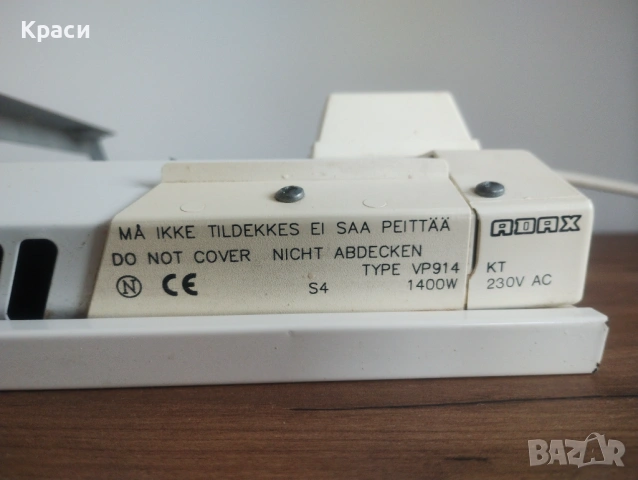 Краси
MÅ IKKE TILDEKKES EI SAA PEITTÄÄ
DO NOT COVER NICHT ABDECKEN
TYPE VP914
N CE S4 1400W
ADAX
KT
230V AC
BAZAR